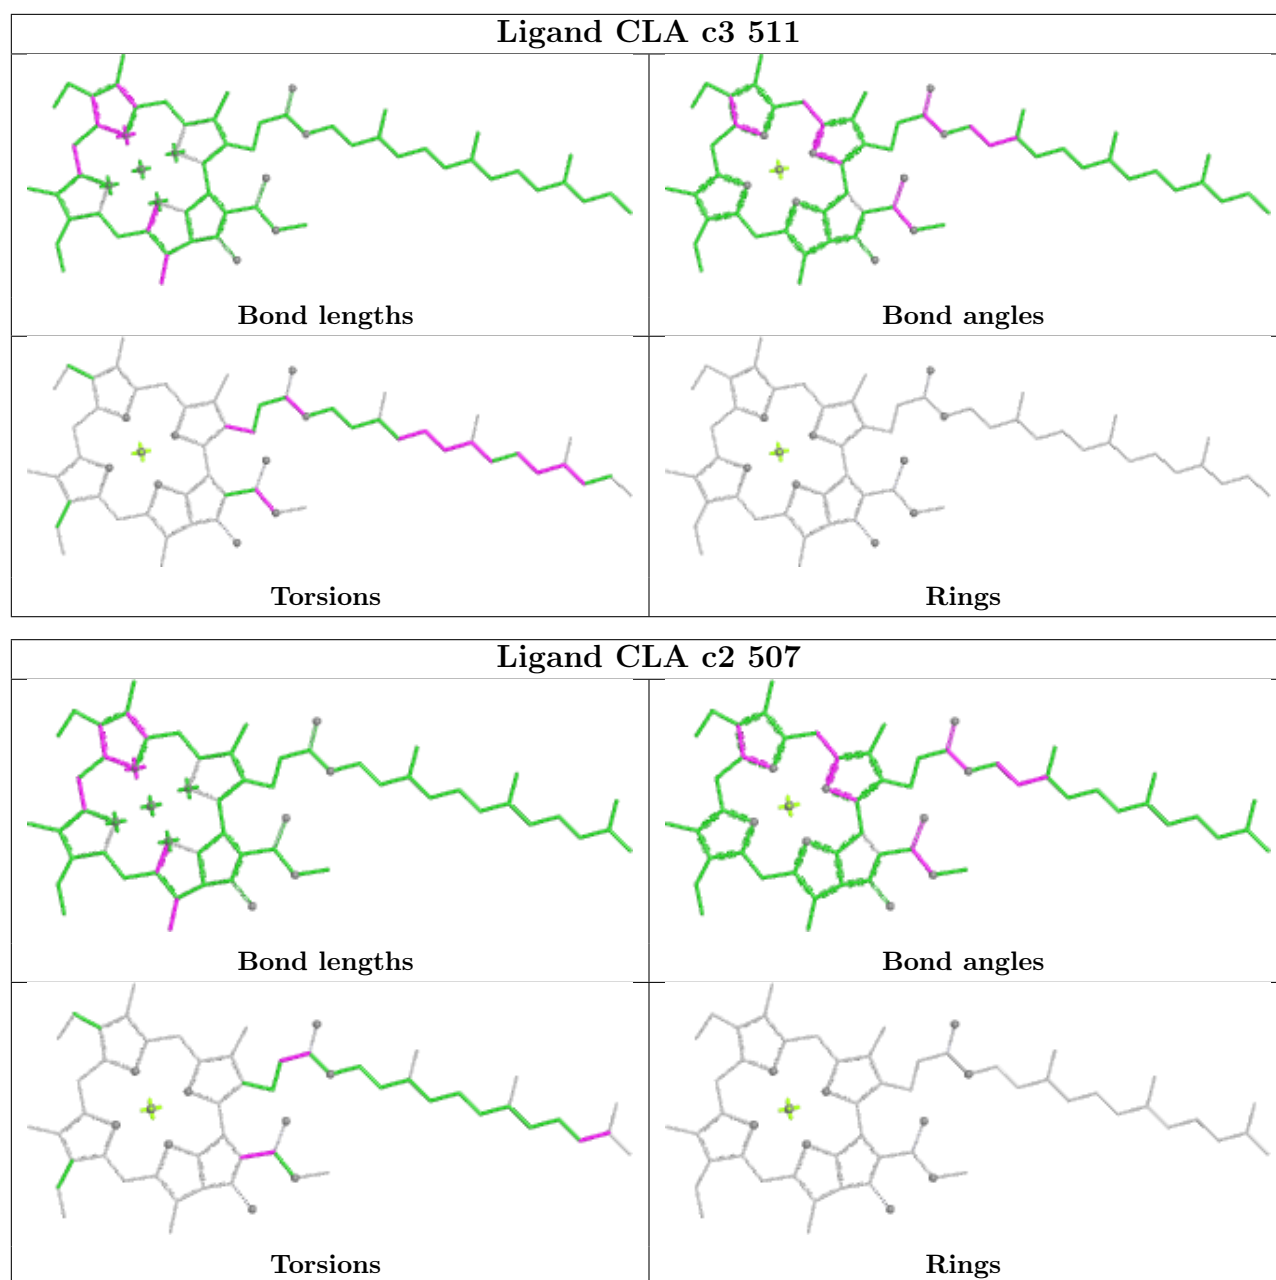 Ligand CLA c3 511
Bond lengths
Bond angles
Torsions
Rings
Ligand CLA c2 507
Bond lengths
Bond angles
Torsions
Rings